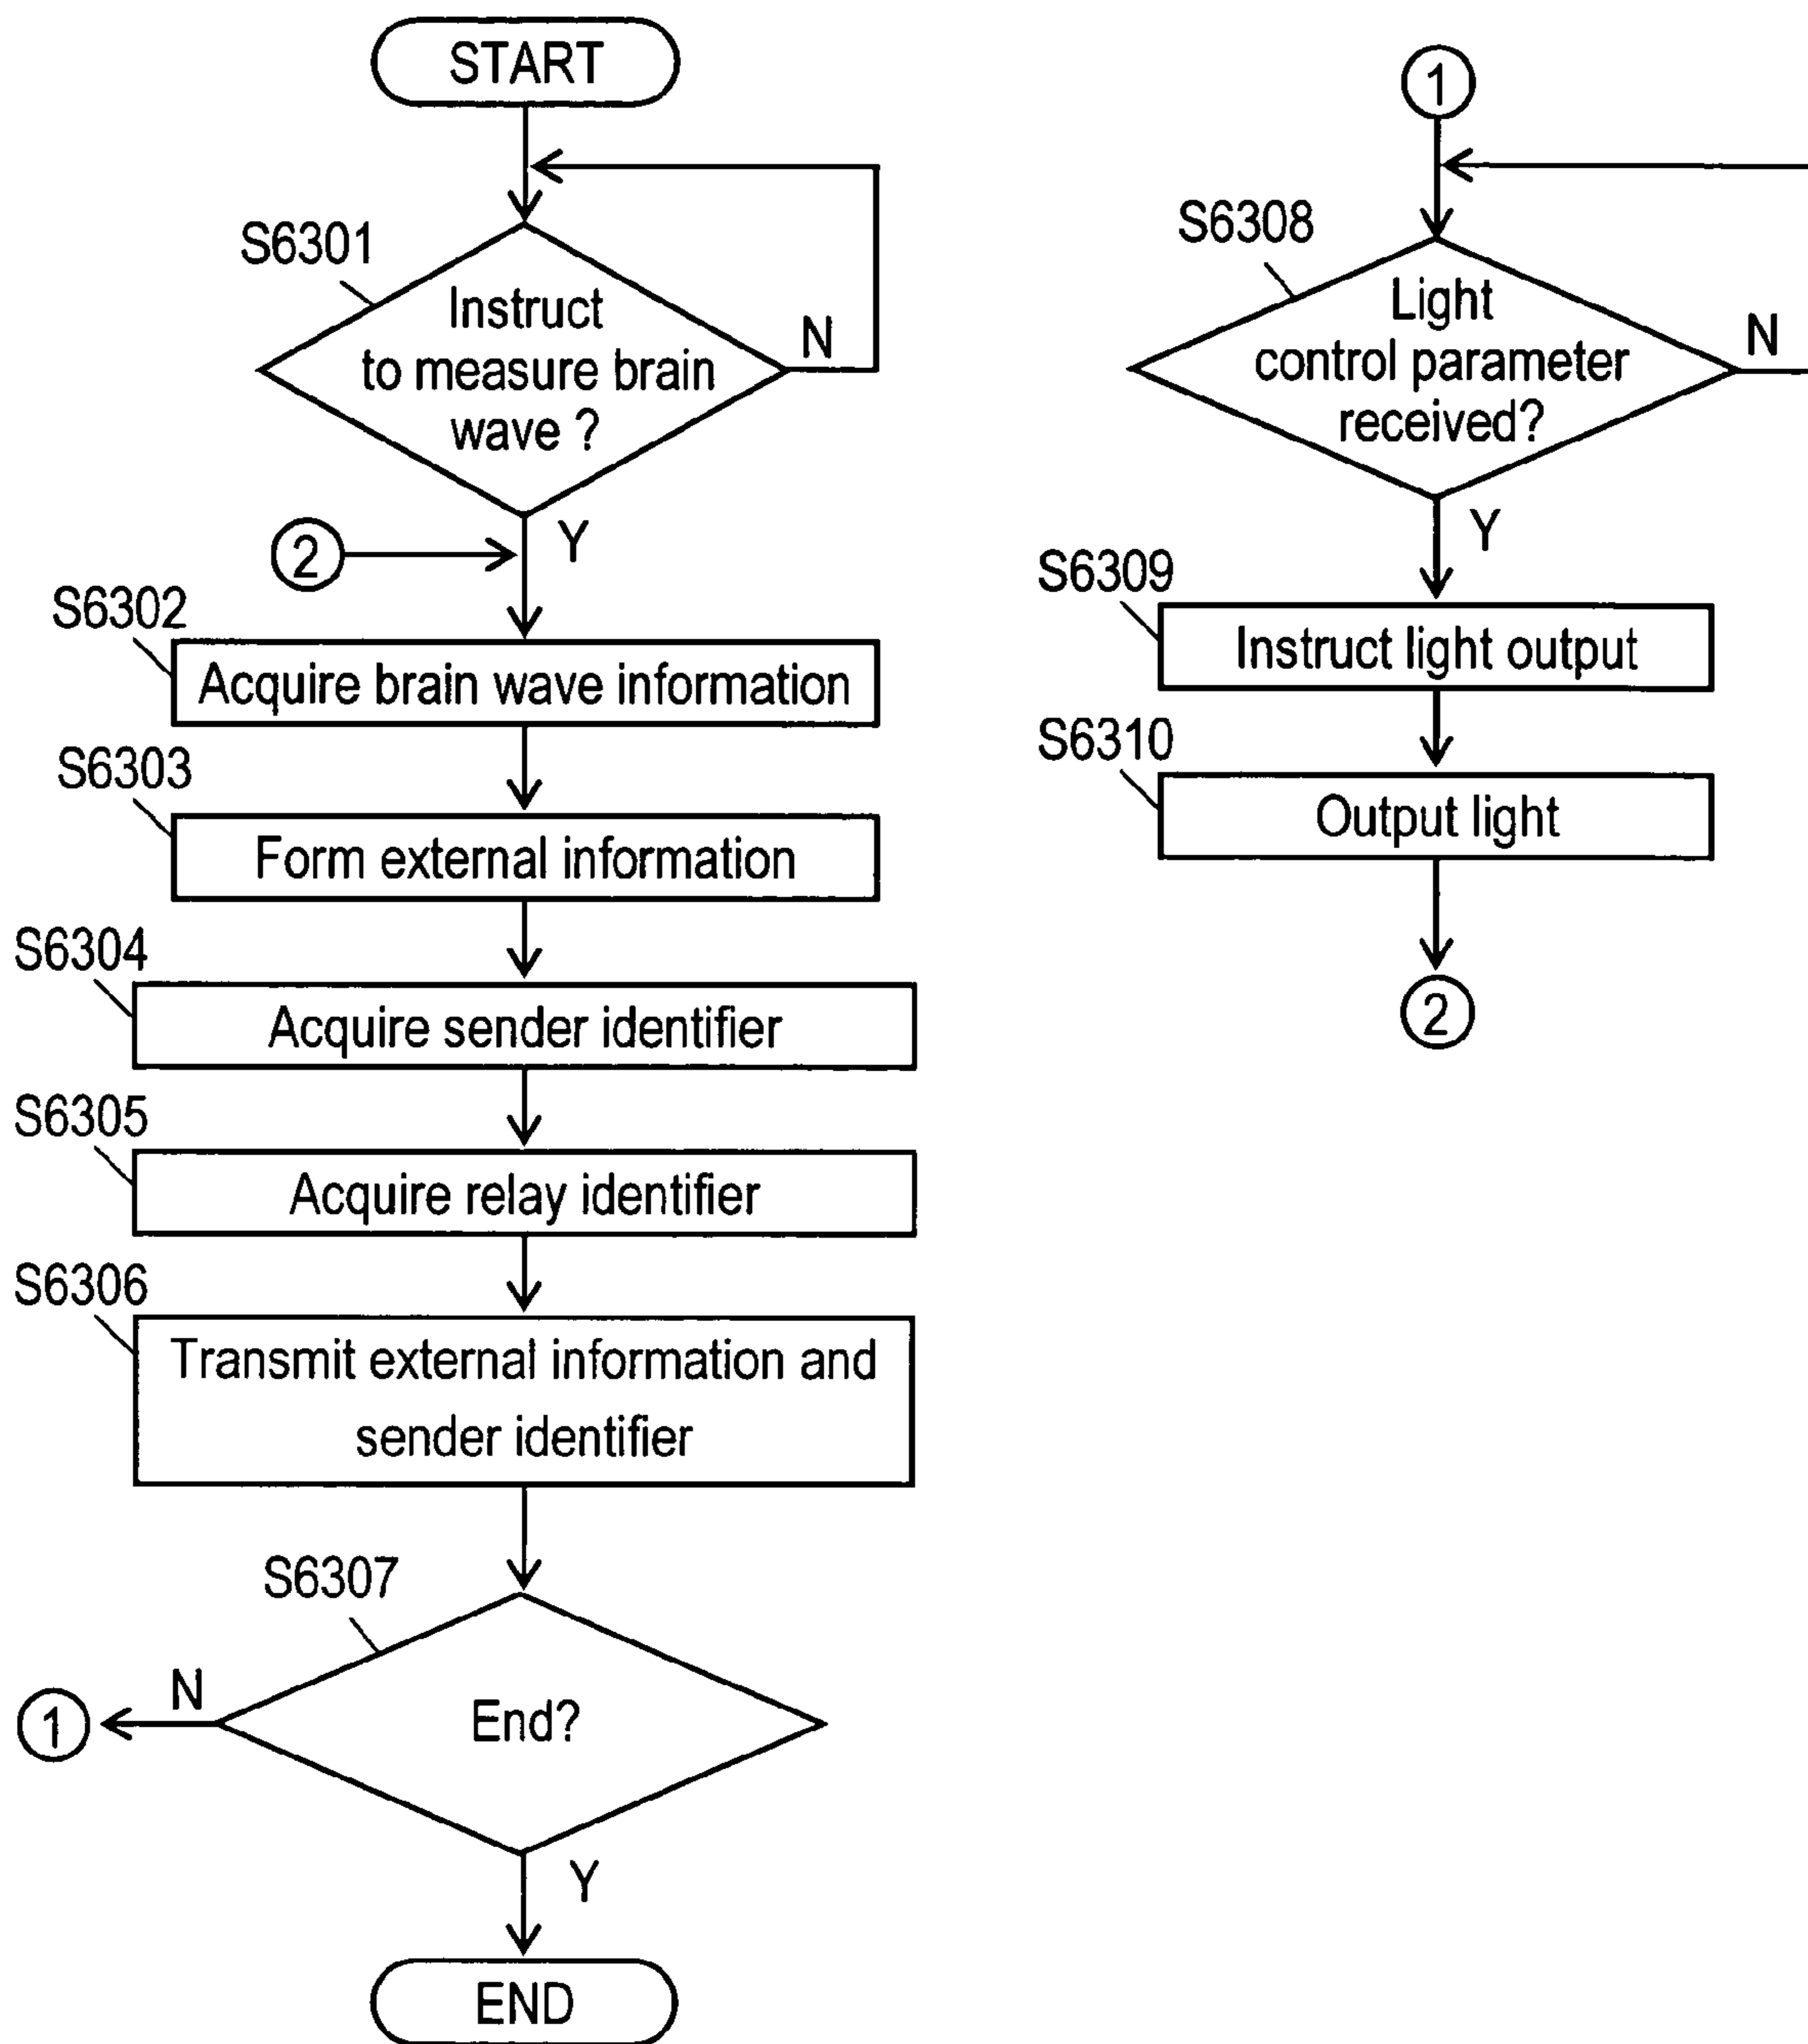 START
S6301
Instruct
to measure brain
wave ?
N
Y
2
S6302
Acquire brain wave information
S6303
Form external information
S6304
Acquire sender identifier
S6305
Acquire relay identifier
S6306
Transmit external information and
sender identifier
S6307
End?
N
1
Y
END
1
S6308
Light
control parameter
received?
N
Y
S6309
Instruct light output
S6310
Output light
2